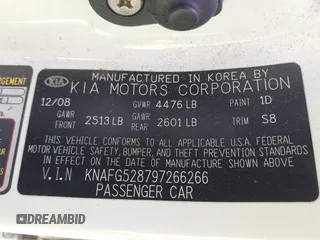 MANUFACTURED IN KOREA BY
KIA KIA MOTORS CORPORATION
12/08 GVWR 4476 LB PAINT 1D
GAWR FRONT 2513 LB GAWR REAR 2601 LB TRIM S8
THIS VEHICLE CONFORMS TO ALL APPLICABLE U.S.A. FEDERAL
MOTOR VEHICLE SAFETY, BUMPER, AND THEFT PREVENTION
STANDARDS IN EFFECT ON THE DATE OF MANUFACTURE
SHOWN ABOVE.
V.I.N KNAFG528797266266
PASSENGER CAR
DREAMBID